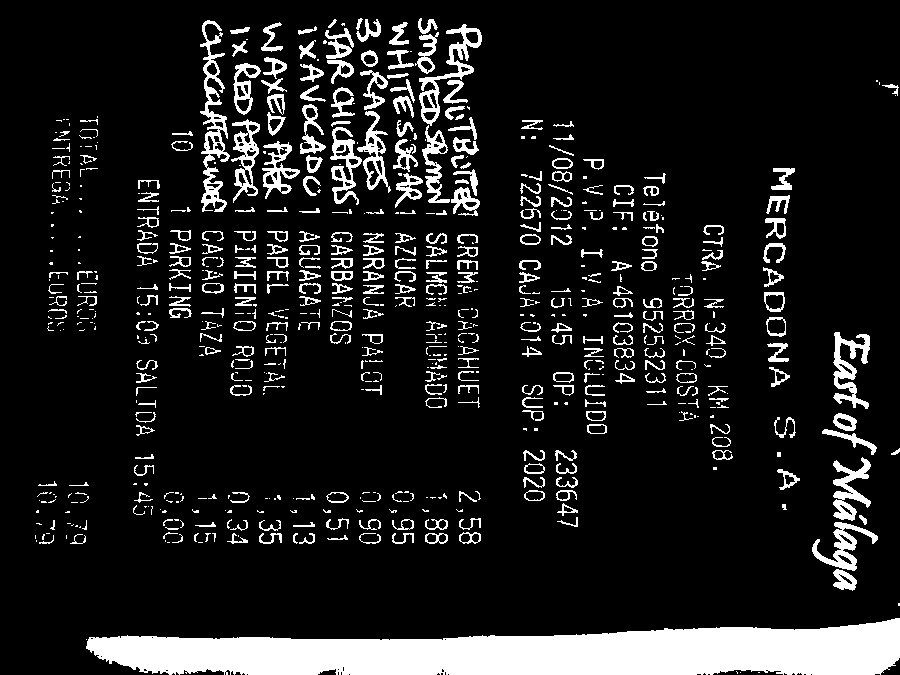 East of Málaga
MERCADONA S.A.
CTRA. N-340, KM.208.
TORROX-COSTA
Teléfono 952532311
CIF: A-46103834
P.V.P. I.V.A. INCLUIDO
11/08/2012 15:45 OP: 233647
N: 722670 CAJA:014 SUP: 2020
PEANUTBUTTER 1 CREMA CACAHUET 2,58
SMOKED SALMON 1 SALMON AHUMADO 1,88
WHITE SUGAR 1 AZUCAR 0,95
3 ORANGES 1 NARANJA PALOT 0,90
JAR CHICKPEAS 1 GARBANZOS 0,51
1 X AVOCADO 1 AGUACATE 1,13
WAXED PAPER 1 PAPEL VEGETAL 1,35
1 X RED PEPPER 1 PIMIENTO ROJO 0,34
CHOCOLATE 1 CACAO TAZA 1,15
10 1 PARKING 0,00
ENTRADA 15:09 SALIDA 15:45
TOTAL.. ...EUROS 10,79
ENTREGA....EUROS 10,79